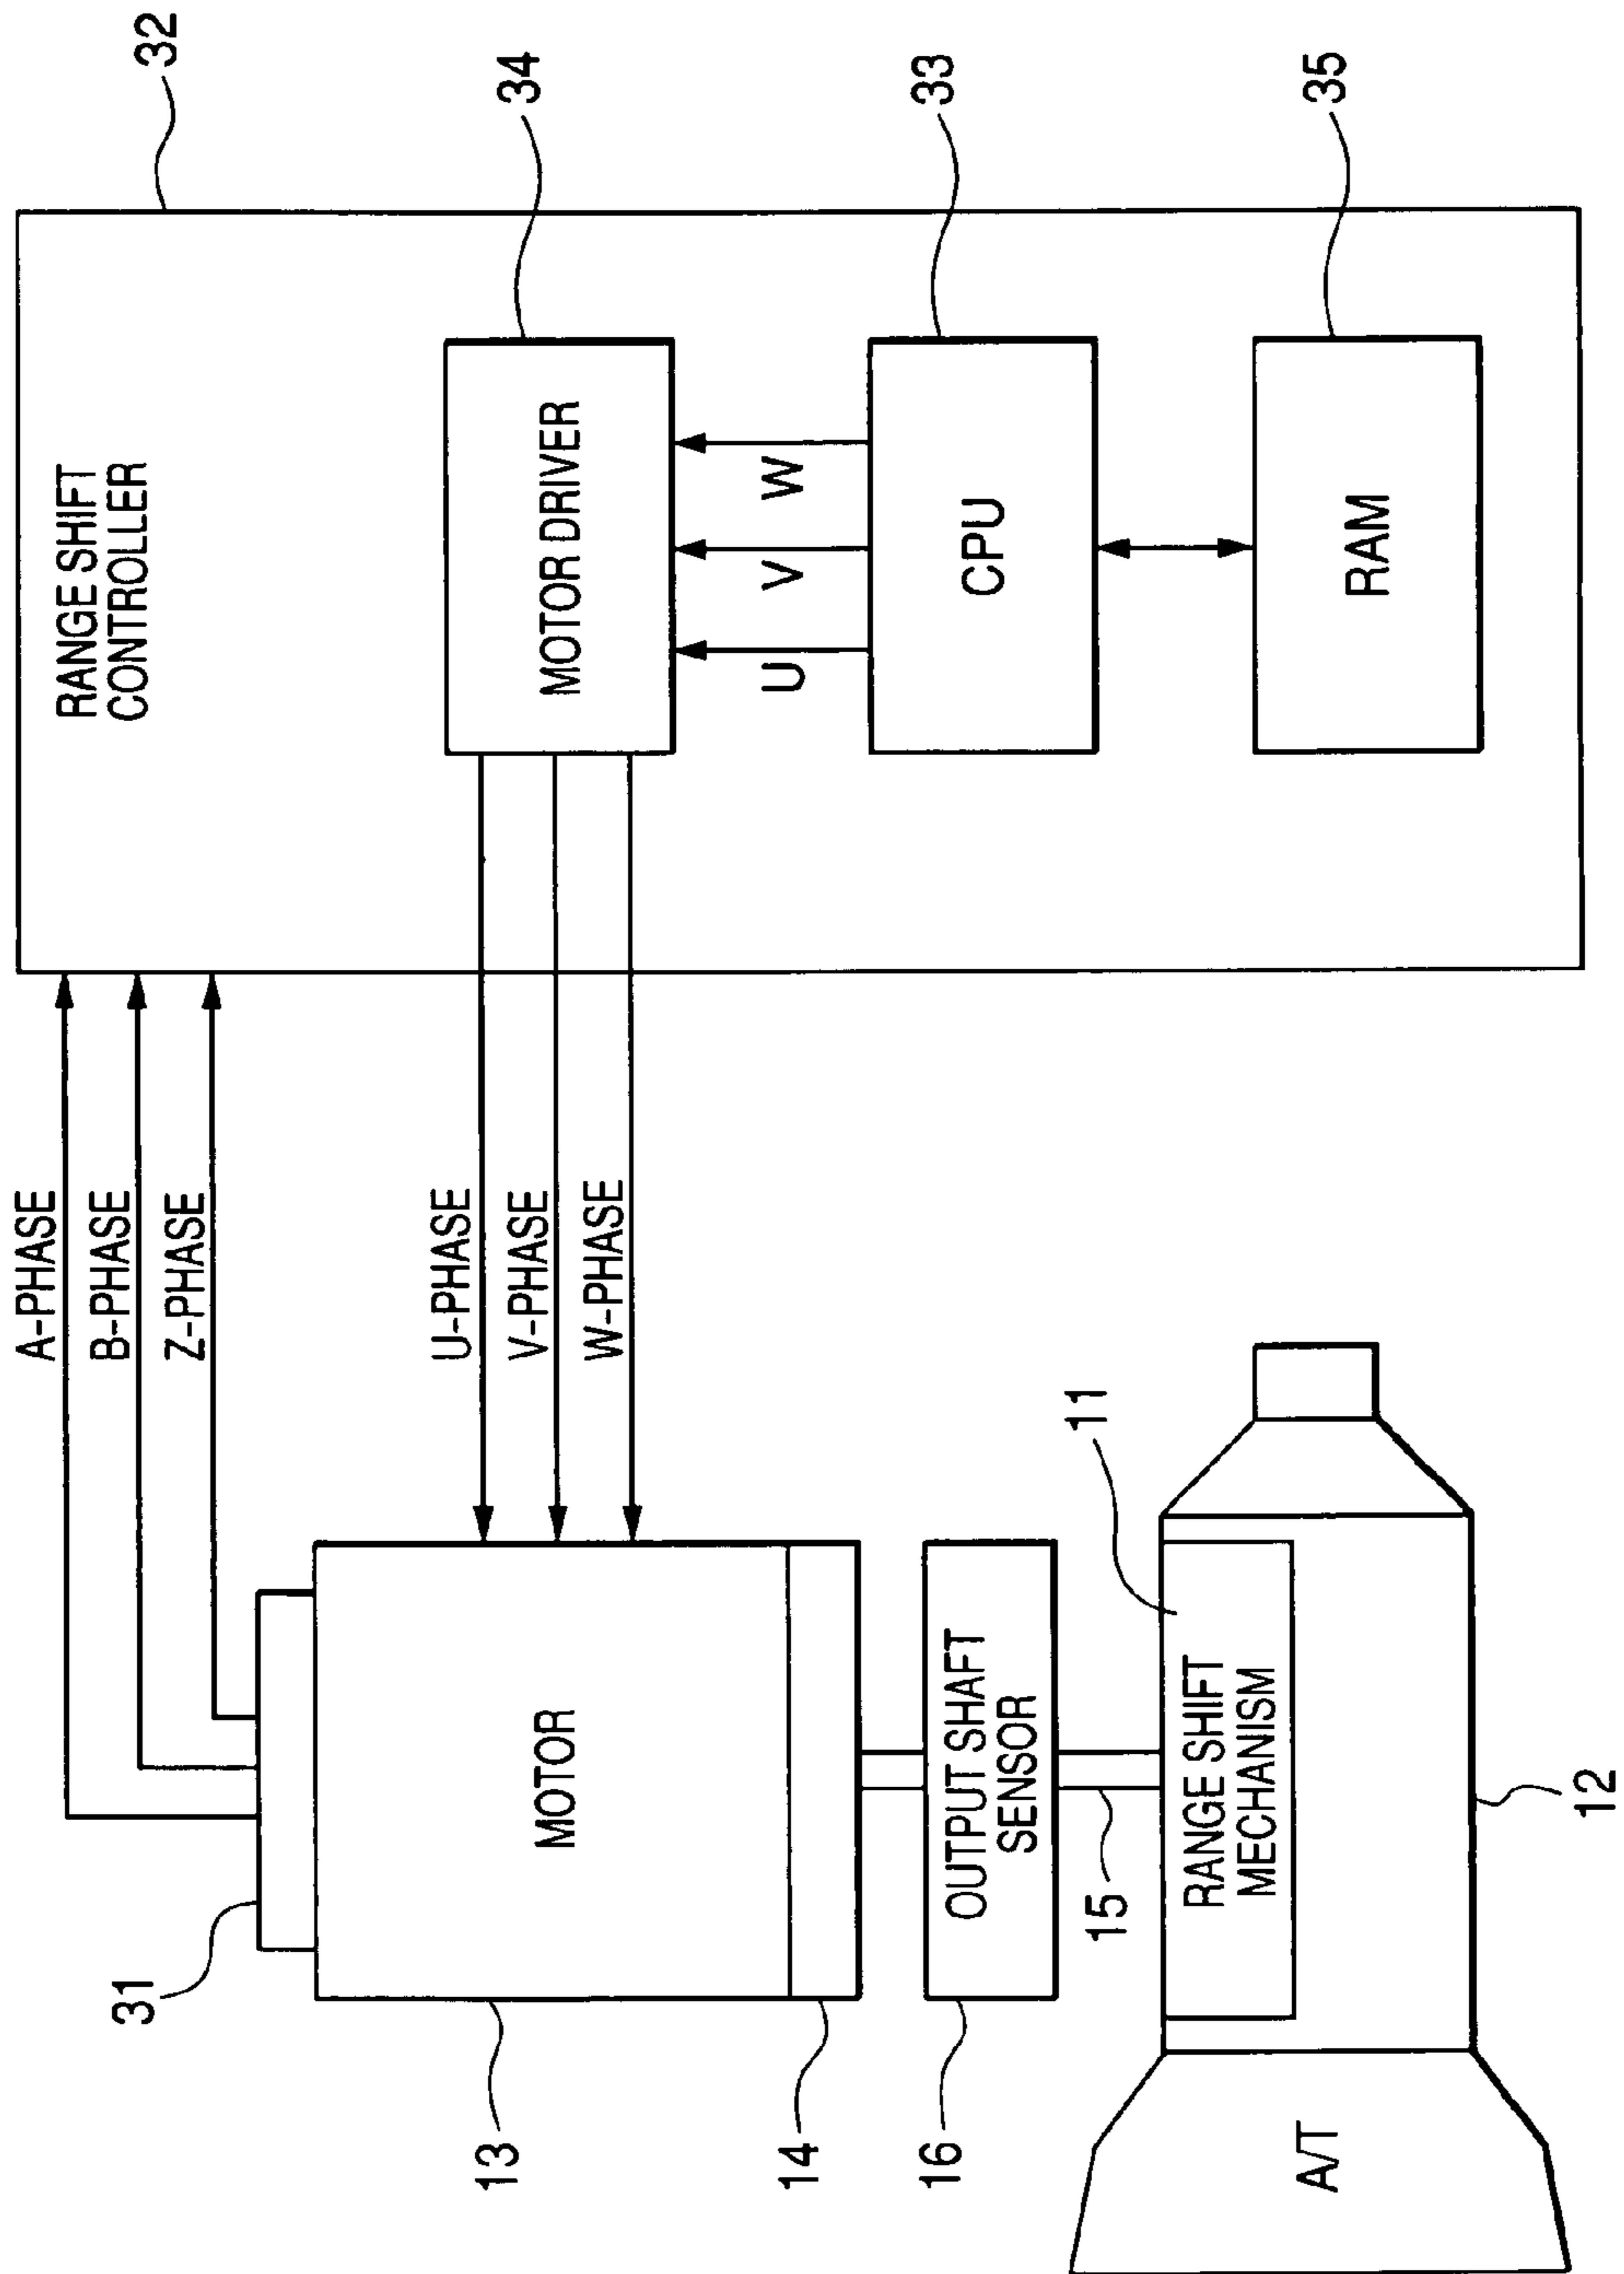 32
RANGE SHIFT
CONTROLLER
A-PHASE
B-PHASE
Z-PHASE
31
34
MOTOR DRIVER
U-PHASE
V-PHASE
W-PHASE
MOTOR
13
U
V
W
14
33
CPU
OUTPUT SHAFT
SENSOR
16
15
11
RANGE SHIFT
MECHANISM
35
RAM
A/T
12